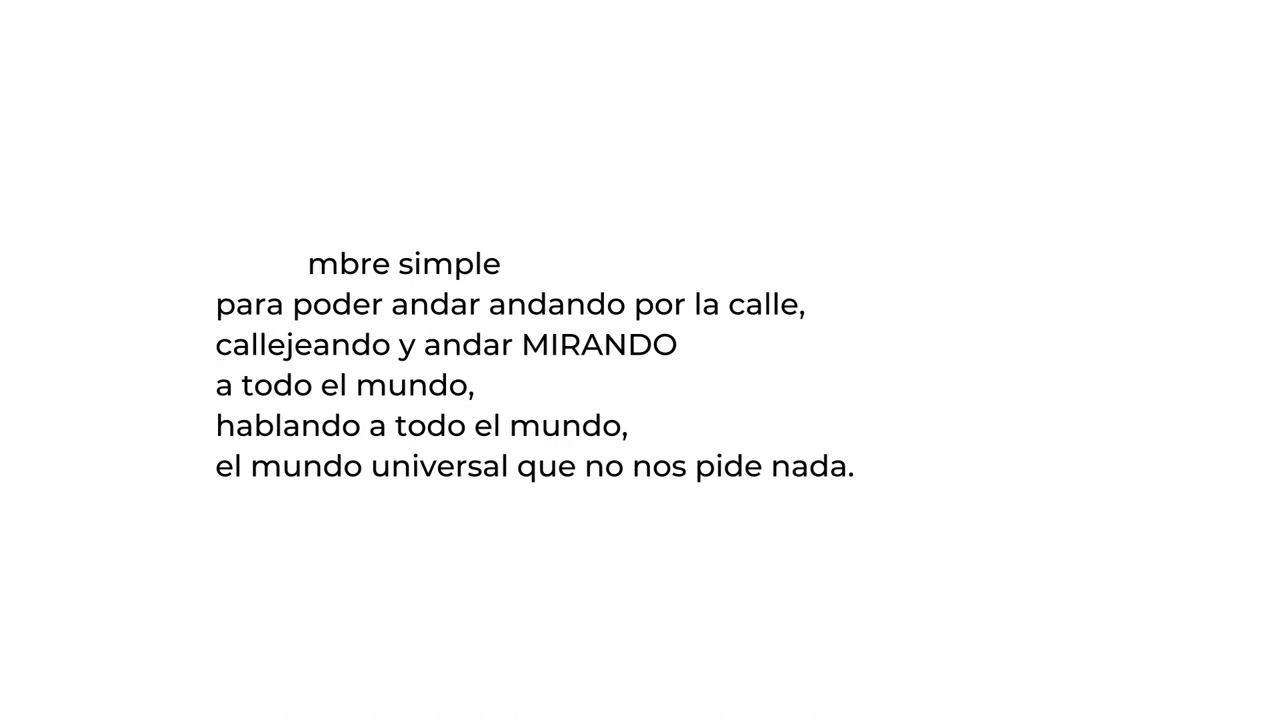 mbre simple
para poder andar andando por la calle,
callejeando y andar MIRANDO
a todo el mundo,
hablando a todo el mundo,
el mundo universal que no nos pide nada.